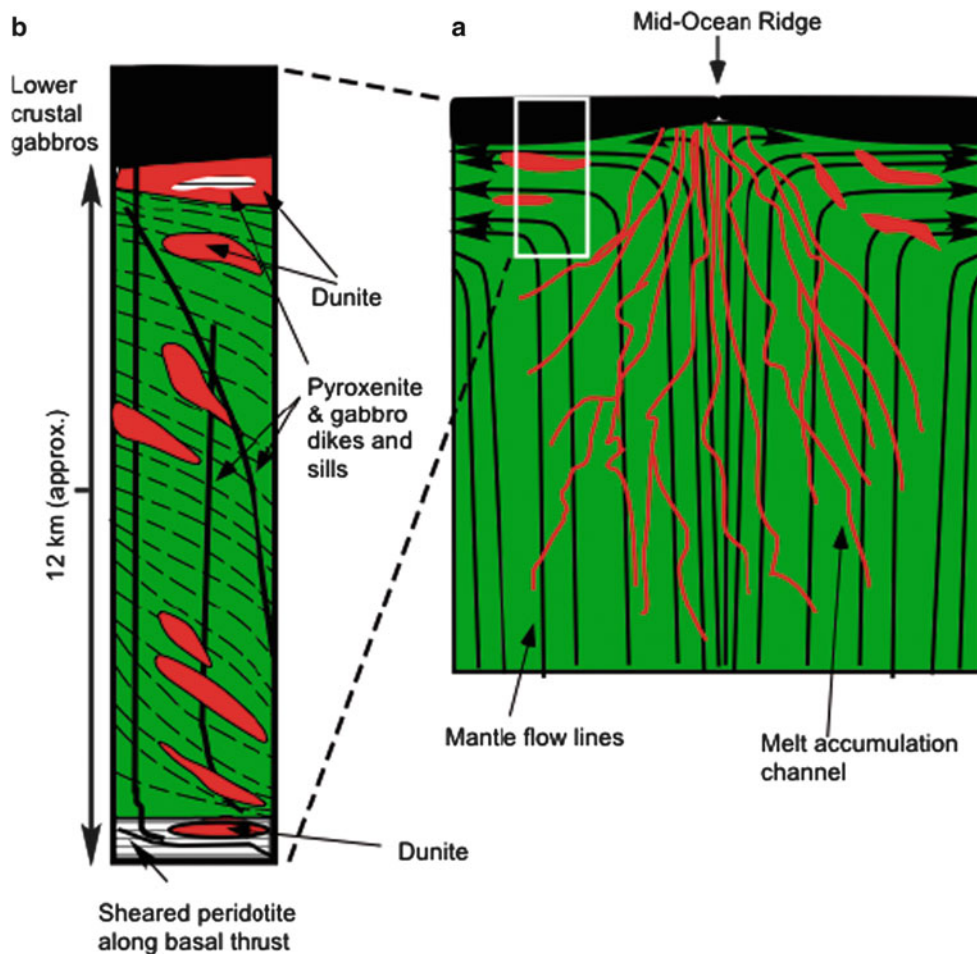 b
a
Mid-Ocean Ridge
Lower
crustal
gabbros
Dunite
Pyroxenite
& gabbro
dikes and
sills
12 km (approx.)
Mantle flow lines
Melt accumulation
channel
Dunite
Sheared peridotite
along basal thrust